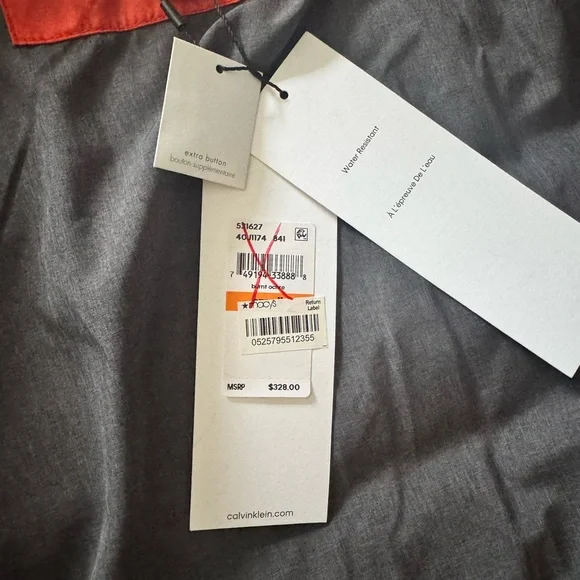 extra button
bouton supplémentaire
Water Resistant
À L'épreuve De L'eau
531627
40J1174 841
7 49194 33888 8
burnt ocre
★macy's
Return
Label
0525795512355
MSRP $328.00
calvinklein.com